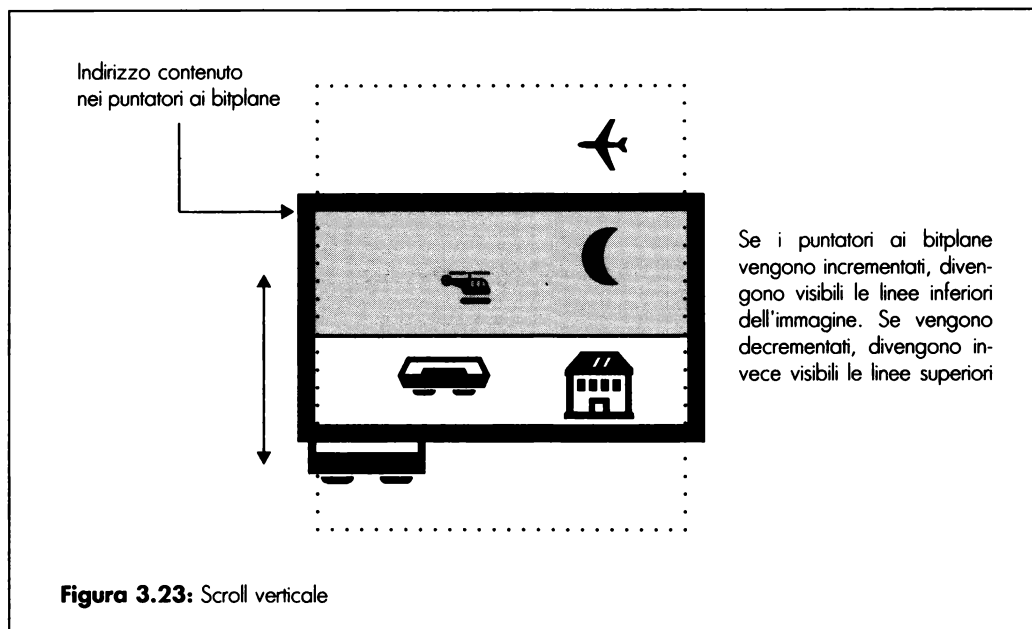 Indirizzo contenuto
nei puntatori ai bitplane
Se i puntatori ai bitplane
vengono incrementati, diven-
gono visibili le linee inferiori
dell'immagine. Se vengono
decrementati, divengono in-
vece visibili le linee superiori
Figura 3.23: Scroll verticale